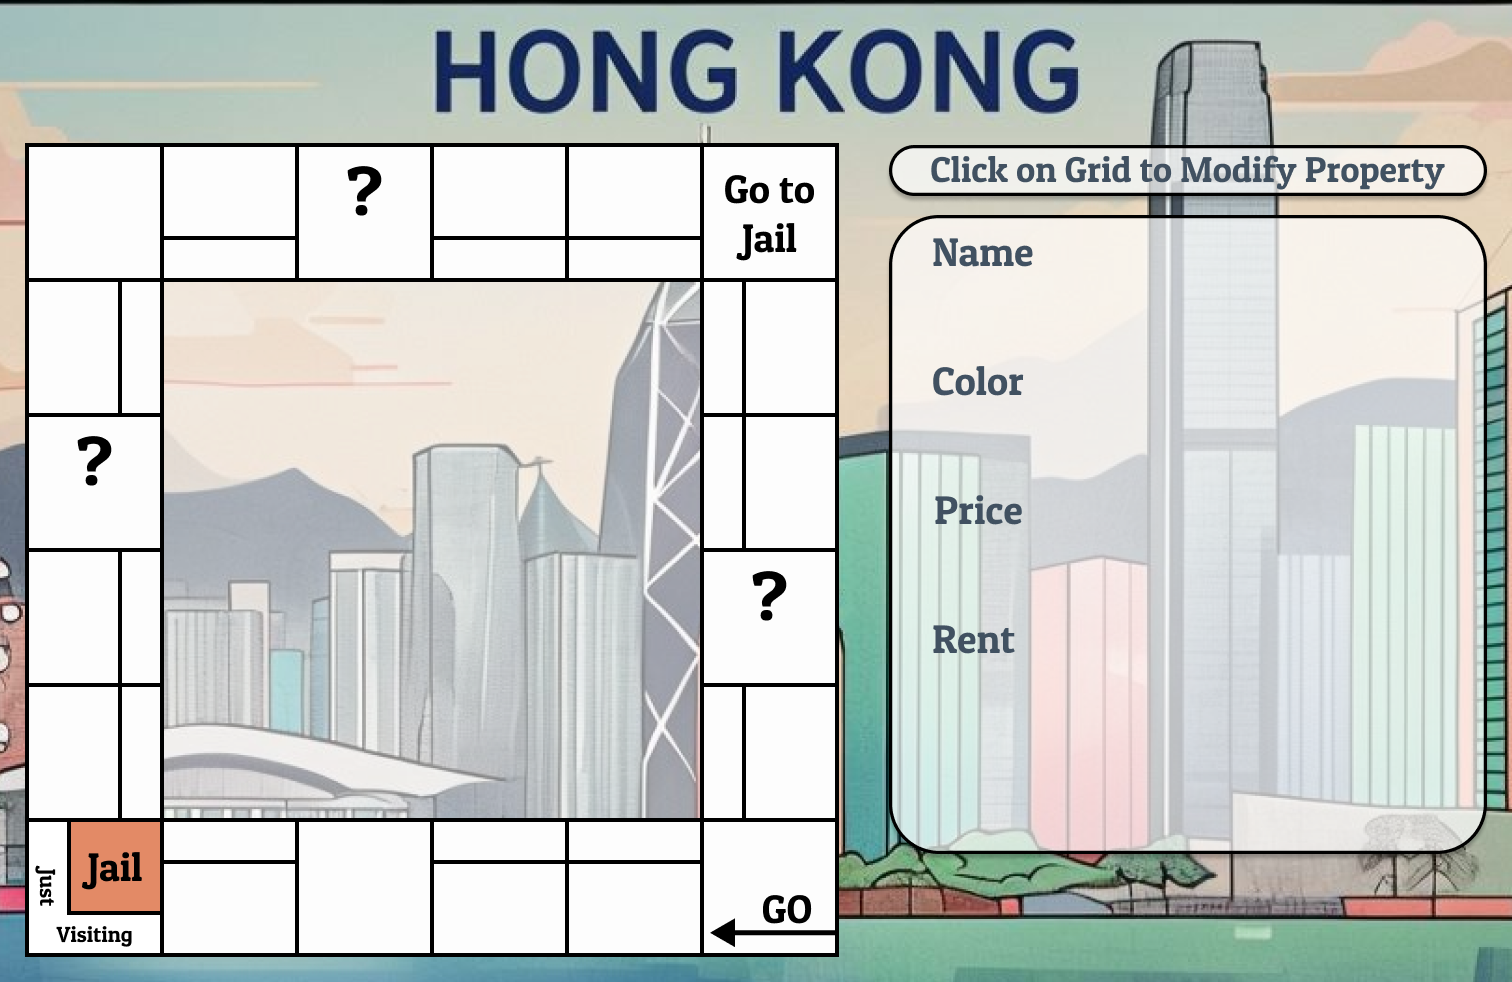 HONG KONG
?
Go to
Jail
?
?
Just
Jail
Visiting
GO
Click on Grid to Modify Property
Name
Color
Price
Rent